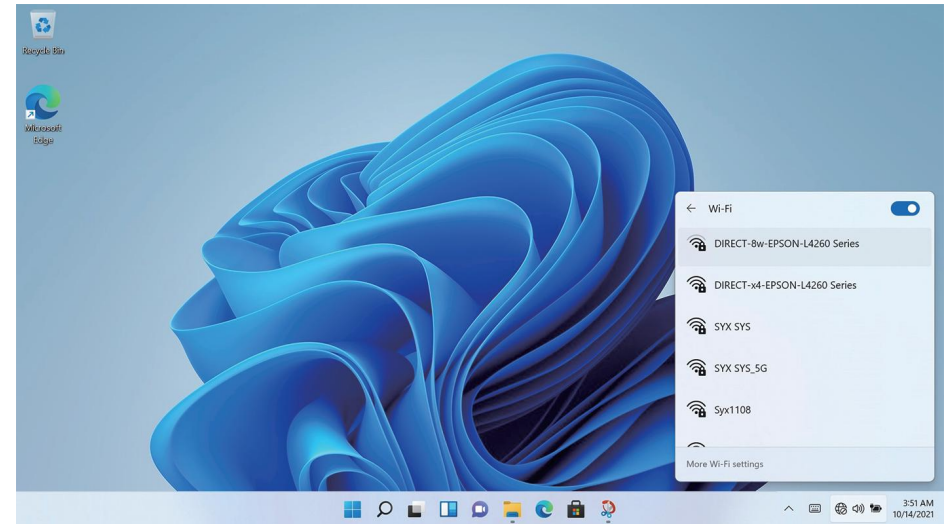 Recycle Bin
Microsoft
Edge
Wi-Fi
DIRECT-8w-EPSON-L4260 Series
DIRECT-x4-EPSON-L4260 Series
SYX SYS
SYX SYS_5G
Syx1108
More Wi-Fi settings
3:51 AM
10/14/2021